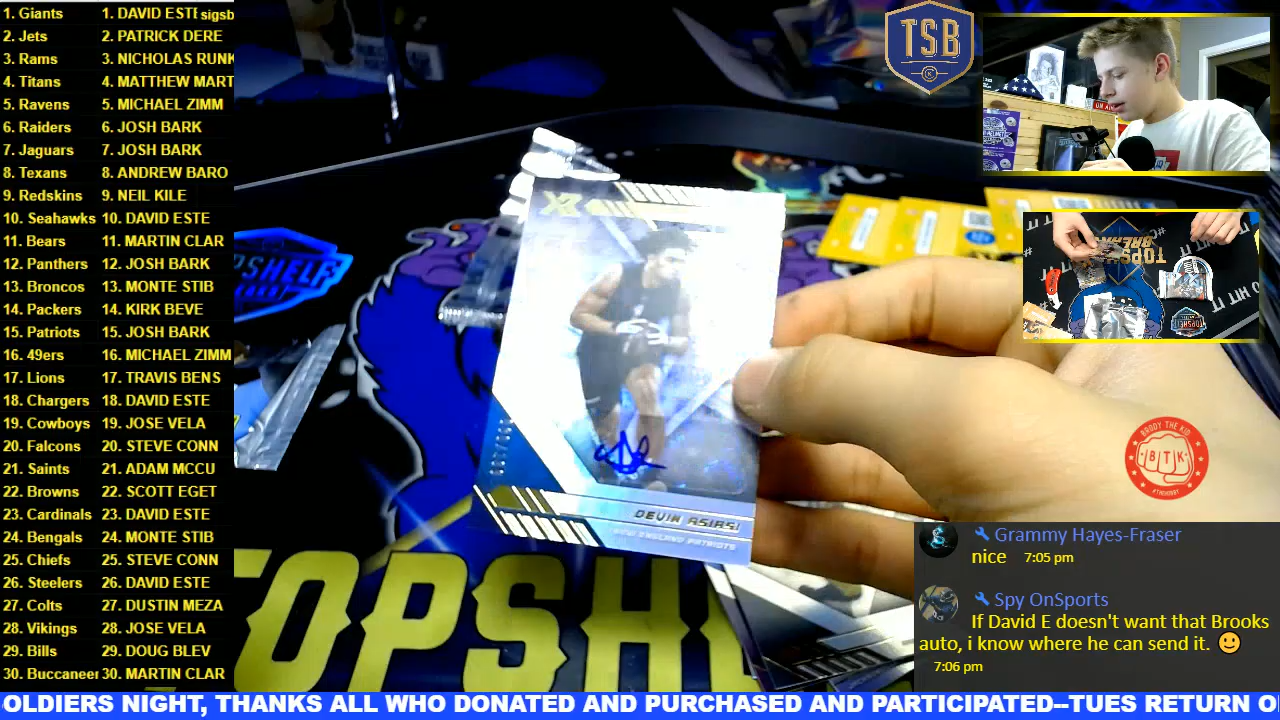 1. Giants 1. DAVID ESTE sigsb
2. Jets 2. PATRICK DERE
3. Rams 3. NICHOLAS RUNK
4. Titans 4. MATTHEW MART
5. Ravens 5. MICHAEL ZIMM
6. Raiders 6. JOSH BARK
7. Jaguars 7. JOSH BARK
8. Texans 8. ANDREW BARO
9. Redskins 9. NEIL KILE
10. Seahawks 10. DAVID ESTE
11. Bears 11. MARTIN CLAR
12. Panthers 12. JOSH BARK
13. Broncos 13. MONTE STIB
14. Packers 14. KIRK BEVE
15. Patriots 15. JOSH BARK
16. 49ers 16. MICHAEL ZIMM
17. Lions 17. TRAVIS BENS
18. Chargers 18. DAVID ESTE
19. Cowboys 19. JOSE VELA
20. Falcons 20. STEVE CONN
21. Saints 21. ADAM MCCU
22. Browns 22. SCOTT EGET
23. Cardinals 23. DAVID ESTE
24. Bengals 24. MONTE STIB
25. Chiefs 25. STEVE CONN
26. Steelers 26. DAVID ESTE
27. Colts 27. DUSTIN MEZA
28. Vikings 28. JOSE VELA
29. Bills 29. DOUG BLEV
30. Buccaneer 30. MARTIN CLAR
TSB
XR
DEVIN ASIASI
NEW ENGLAND PATRIOTS
TOPSH
BRODY THE KID
BTK
Grammy Hayes-Fraser
nice 7:05 pm
Spy OnSports
If David E doesn't want that Brooks
auto, i know where he can send it. 🙂
7:06 pm
OLDIERS NIGHT, THANKS ALL WHO DONATED AND PURCHASED AND PARTICIPATED--TUES RETURN O